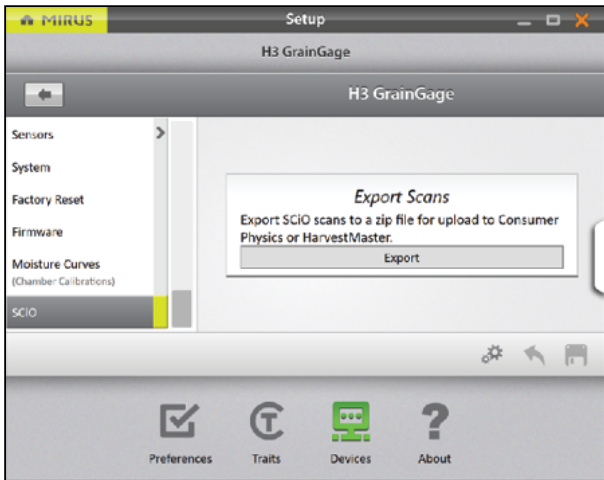 MIRUS
Setup
H3 GrainGage
H3 GrainGage
Sensors
System
Factory Reset
Firmware
Moisture Curves
(Chamber Calibrations)
SCIO
Export Scans
Export SCiO scans to a zip file for upload to Consumer
Physics or HarvestMaster.
Export
Preferences
Traits
Devices
About